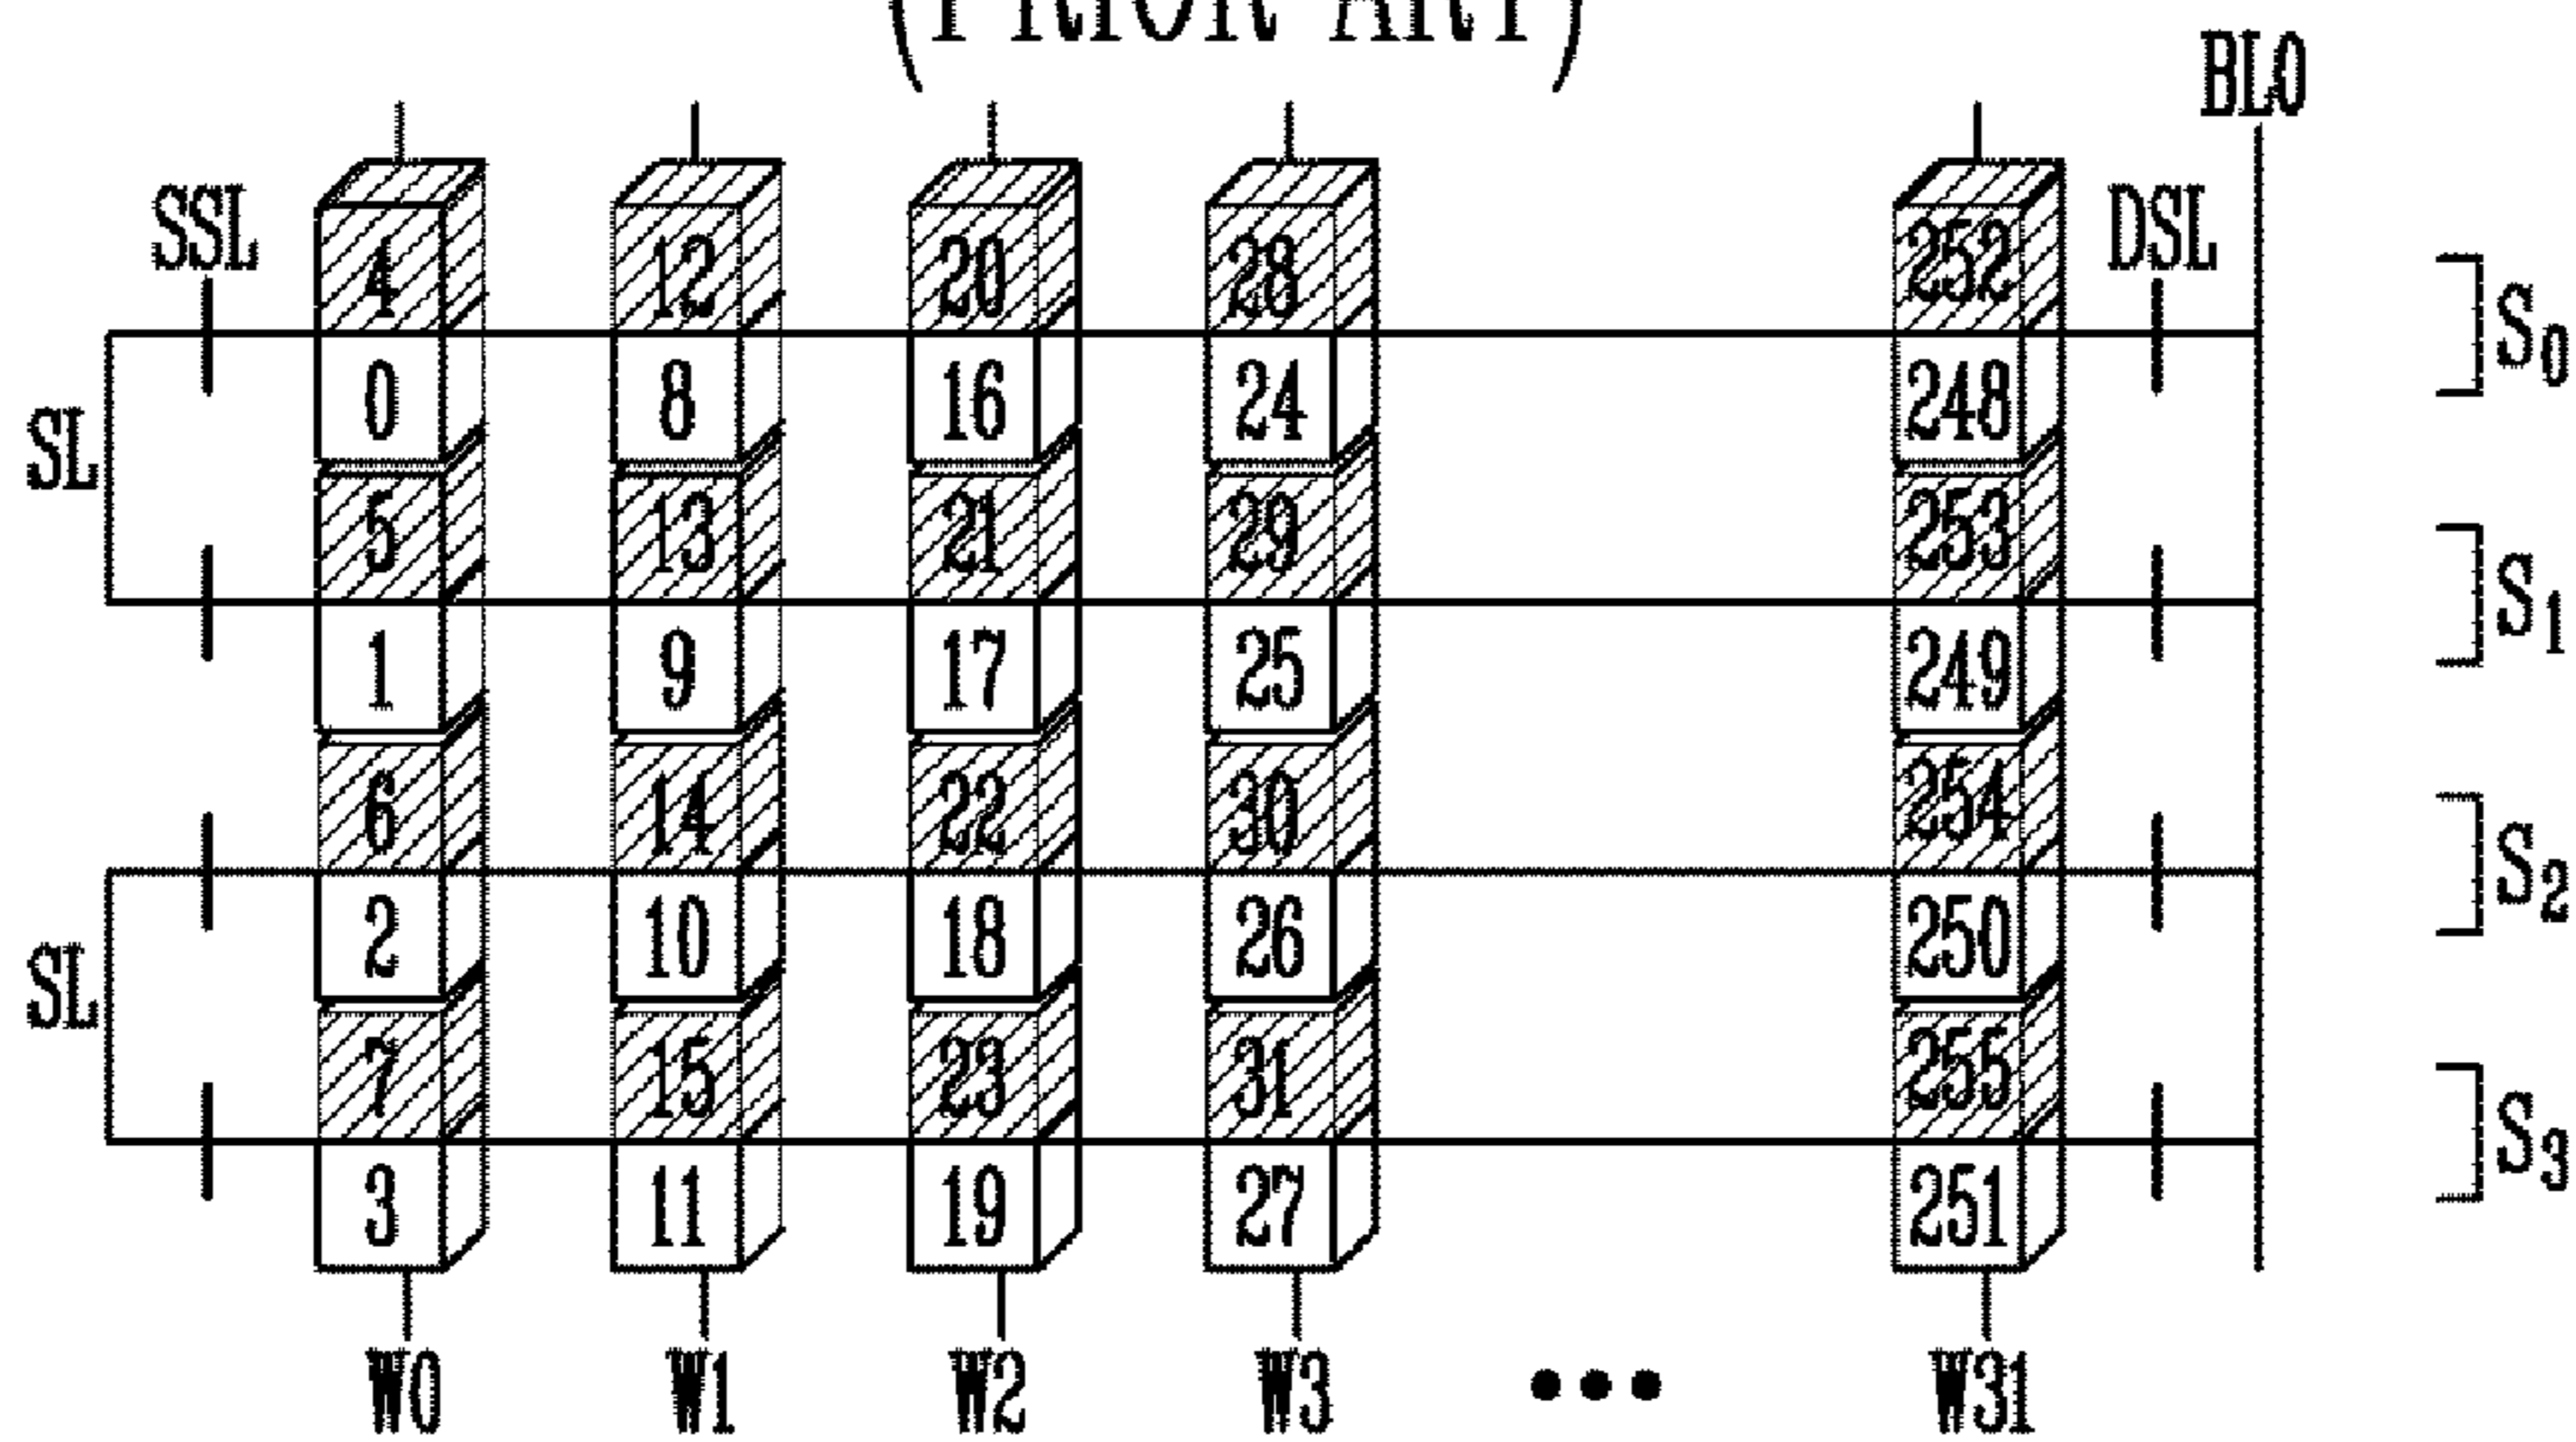 (PRIOR ART)
BL0
SSL 4 12 20 28 252 DSL
S0
0 8 16 24 248
SL
5 13 21 29 253
S1
1 9 17 25 249
6 14 22 30 254
S2
2 10 18 26 250
SL
7 15 23 31 255
S3
3 11 19 27 251
W0 W1 W2 W3 ••• W31